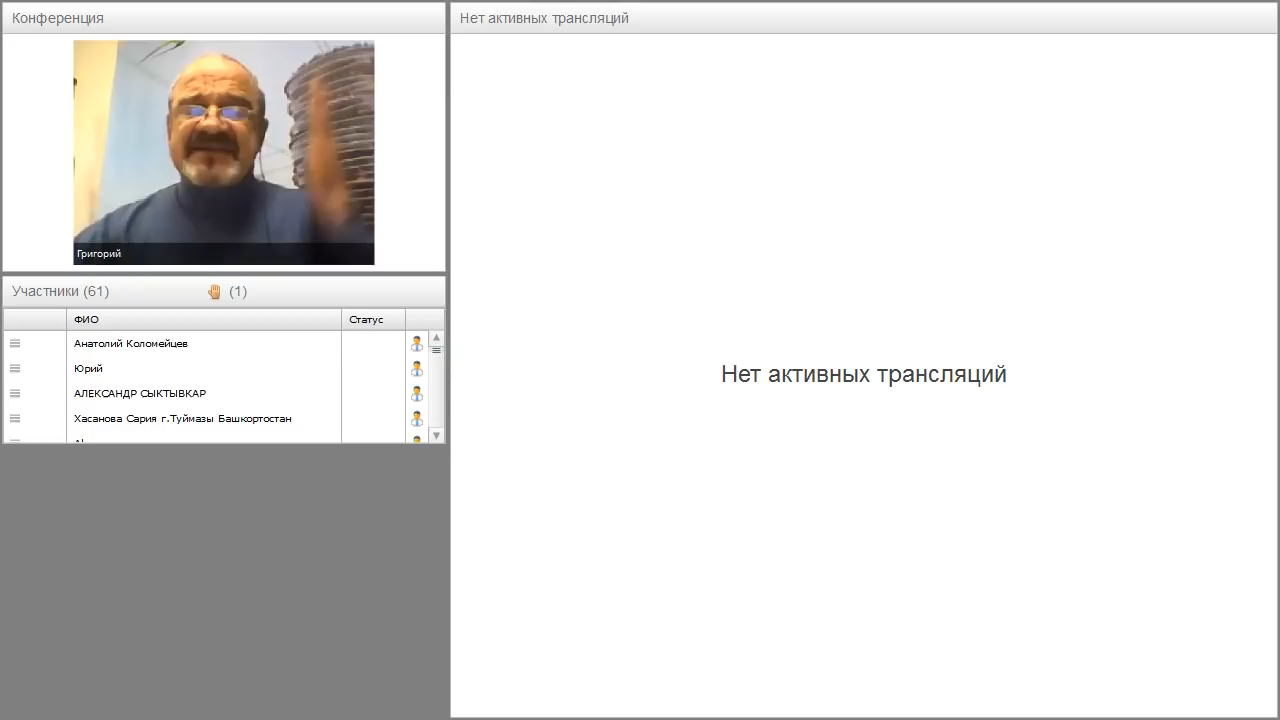 Конференция
Нет активных трансляций
Григорий
Участники (61)
(1)
ФИО
Статус
Анатолий Коломейцев
Юрий
АЛЕКСАНДР СЫКТЫВКАР
Хасанова Сария г.Туймазы Башкортостан
Нет активных трансляций